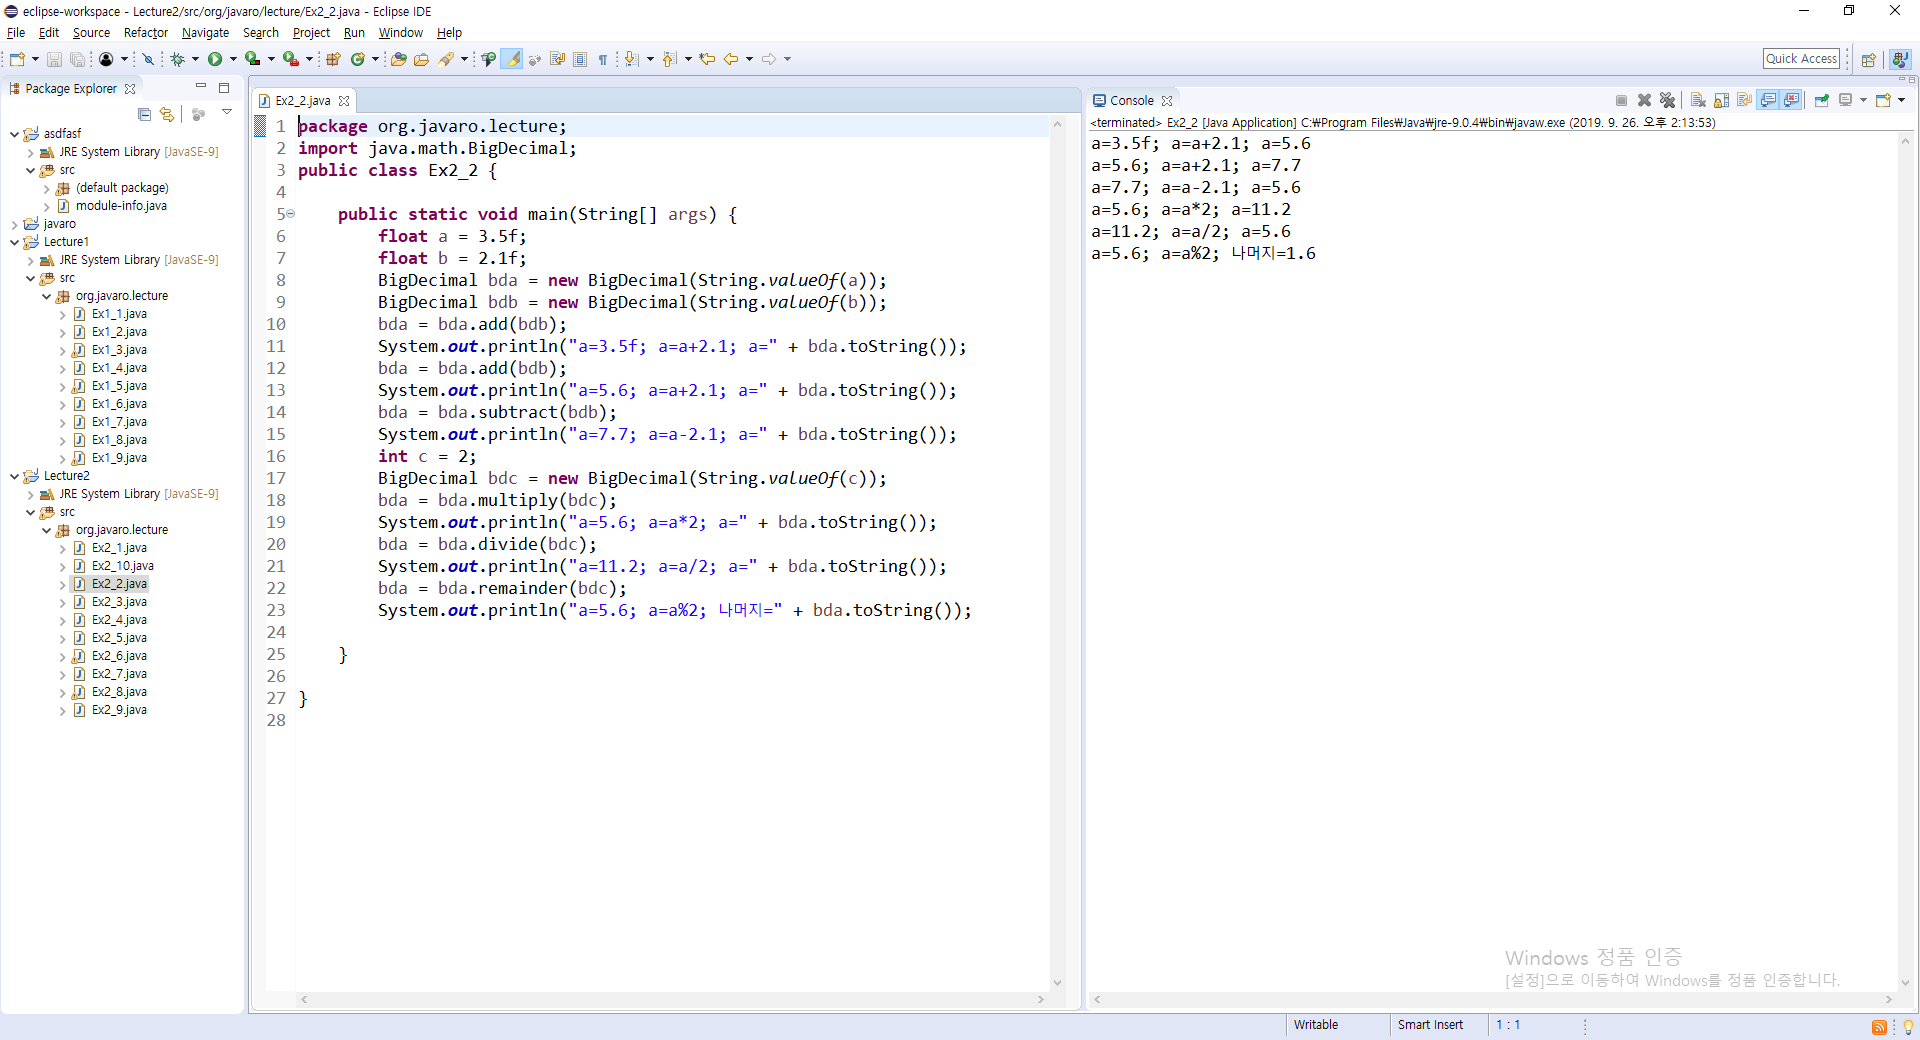 eclipse-workspace - Lecture2/src/org/javaro/lecture/Ex2_2.java - Eclipse IDE
File Edit Source Refactor Navigate Search Project Run Window Help
Quick Access
Package Explorer
asdfasf
JRE System Library [JavaSE-9]
src
(default package)
module-info.java
javaro
Lecture1
JRE System Library [JavaSE-9]
src
org.javaro.lecture
Ex1_1.java
Ex1_2.java
Ex1_3.java
Ex1_4.java
Ex1_5.java
Ex1_6.java
Ex1_7.java
Ex1_8.java
Ex1_9.java
Lecture2
JRE System Library [JavaSE-9]
src
org.javaro.lecture
Ex2_1.java
Ex2_10.java
Ex2_2.java
Ex2_3.java
Ex2_4.java
Ex2_5.java
Ex2_6.java
Ex2_7.java
Ex2_8.java
Ex2_9.java
Ex2_2.java
1 package org.javaro.lecture;
2 import java.math.BigDecimal;
3 public class Ex2_2 {
4
5 public static void main(String[] args) {
6 float a = 3.5f;
7 float b = 2.1f;
8 BigDecimal bda = new BigDecimal(String.valueOf(a));
9 BigDecimal bdb = new BigDecimal(String.valueOf(b));
10 bda = bda.add(bdb);
11 System.out.println("a=3.5f; a=a+2.1; a=" + bda.toString());
12 bda = bda.add(bdb);
13 System.out.println("a=5.6; a=a+2.1; a=" + bda.toString());
14 bda = bda.subtract(bdb);
15 System.out.println("a=7.7; a=a-2.1; a=" + bda.toString());
16 int c = 2;
17 BigDecimal bdc = new BigDecimal(String.valueOf(c));
18 bda = bda.multiply(bdc);
19 System.out.println("a=5.6; a=a*2; a=" + bda.toString());
20 bda = bda.divide(bdc);
21 System.out.println("a=11.2; a=a/2; a=" + bda.toString());
22 bda = bda.remainder(bdc);
23 System.out.println("a=5.6; a=a%2; 나머지=" + bda.toString());
24
25 }
26
27 }
28
Console
<terminated> Ex2_2 [Java Application] C:₩Program Files₩Java₩jre-9.0.4₩bin₩javaw.exe (2019. 9. 26. 오후 2:13:53)
a=3.5f; a=a+2.1; a=5.6
a=5.6; a=a+2.1; a=7.7
a=7.7; a=a-2.1; a=5.6
a=5.6; a=a*2; a=11.2
a=11.2; a=a/2; a=5.6
a=5.6; a=a%2; 나머지=1.6
Windows 정품 인증
[설정]으로 이동하여 Windows를 정품 인증합니다.
Writable Smart Insert 1 : 1